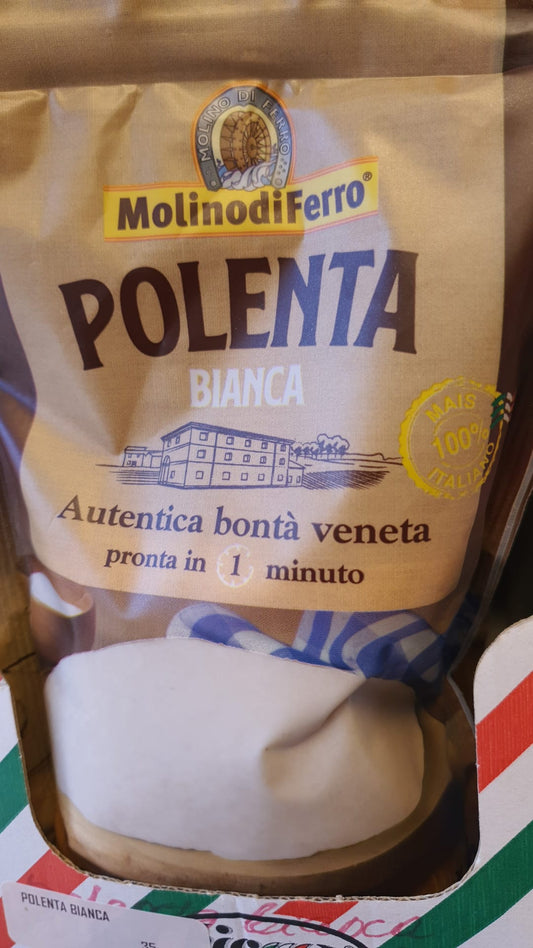 MOLINO DI FERRO
MolinodiFerro®
POLENTA
BIANCA
MAIS
100%
ITALIANO
Autentica bontà veneta
pronta in 1 minuto
POLENTA BIANCA